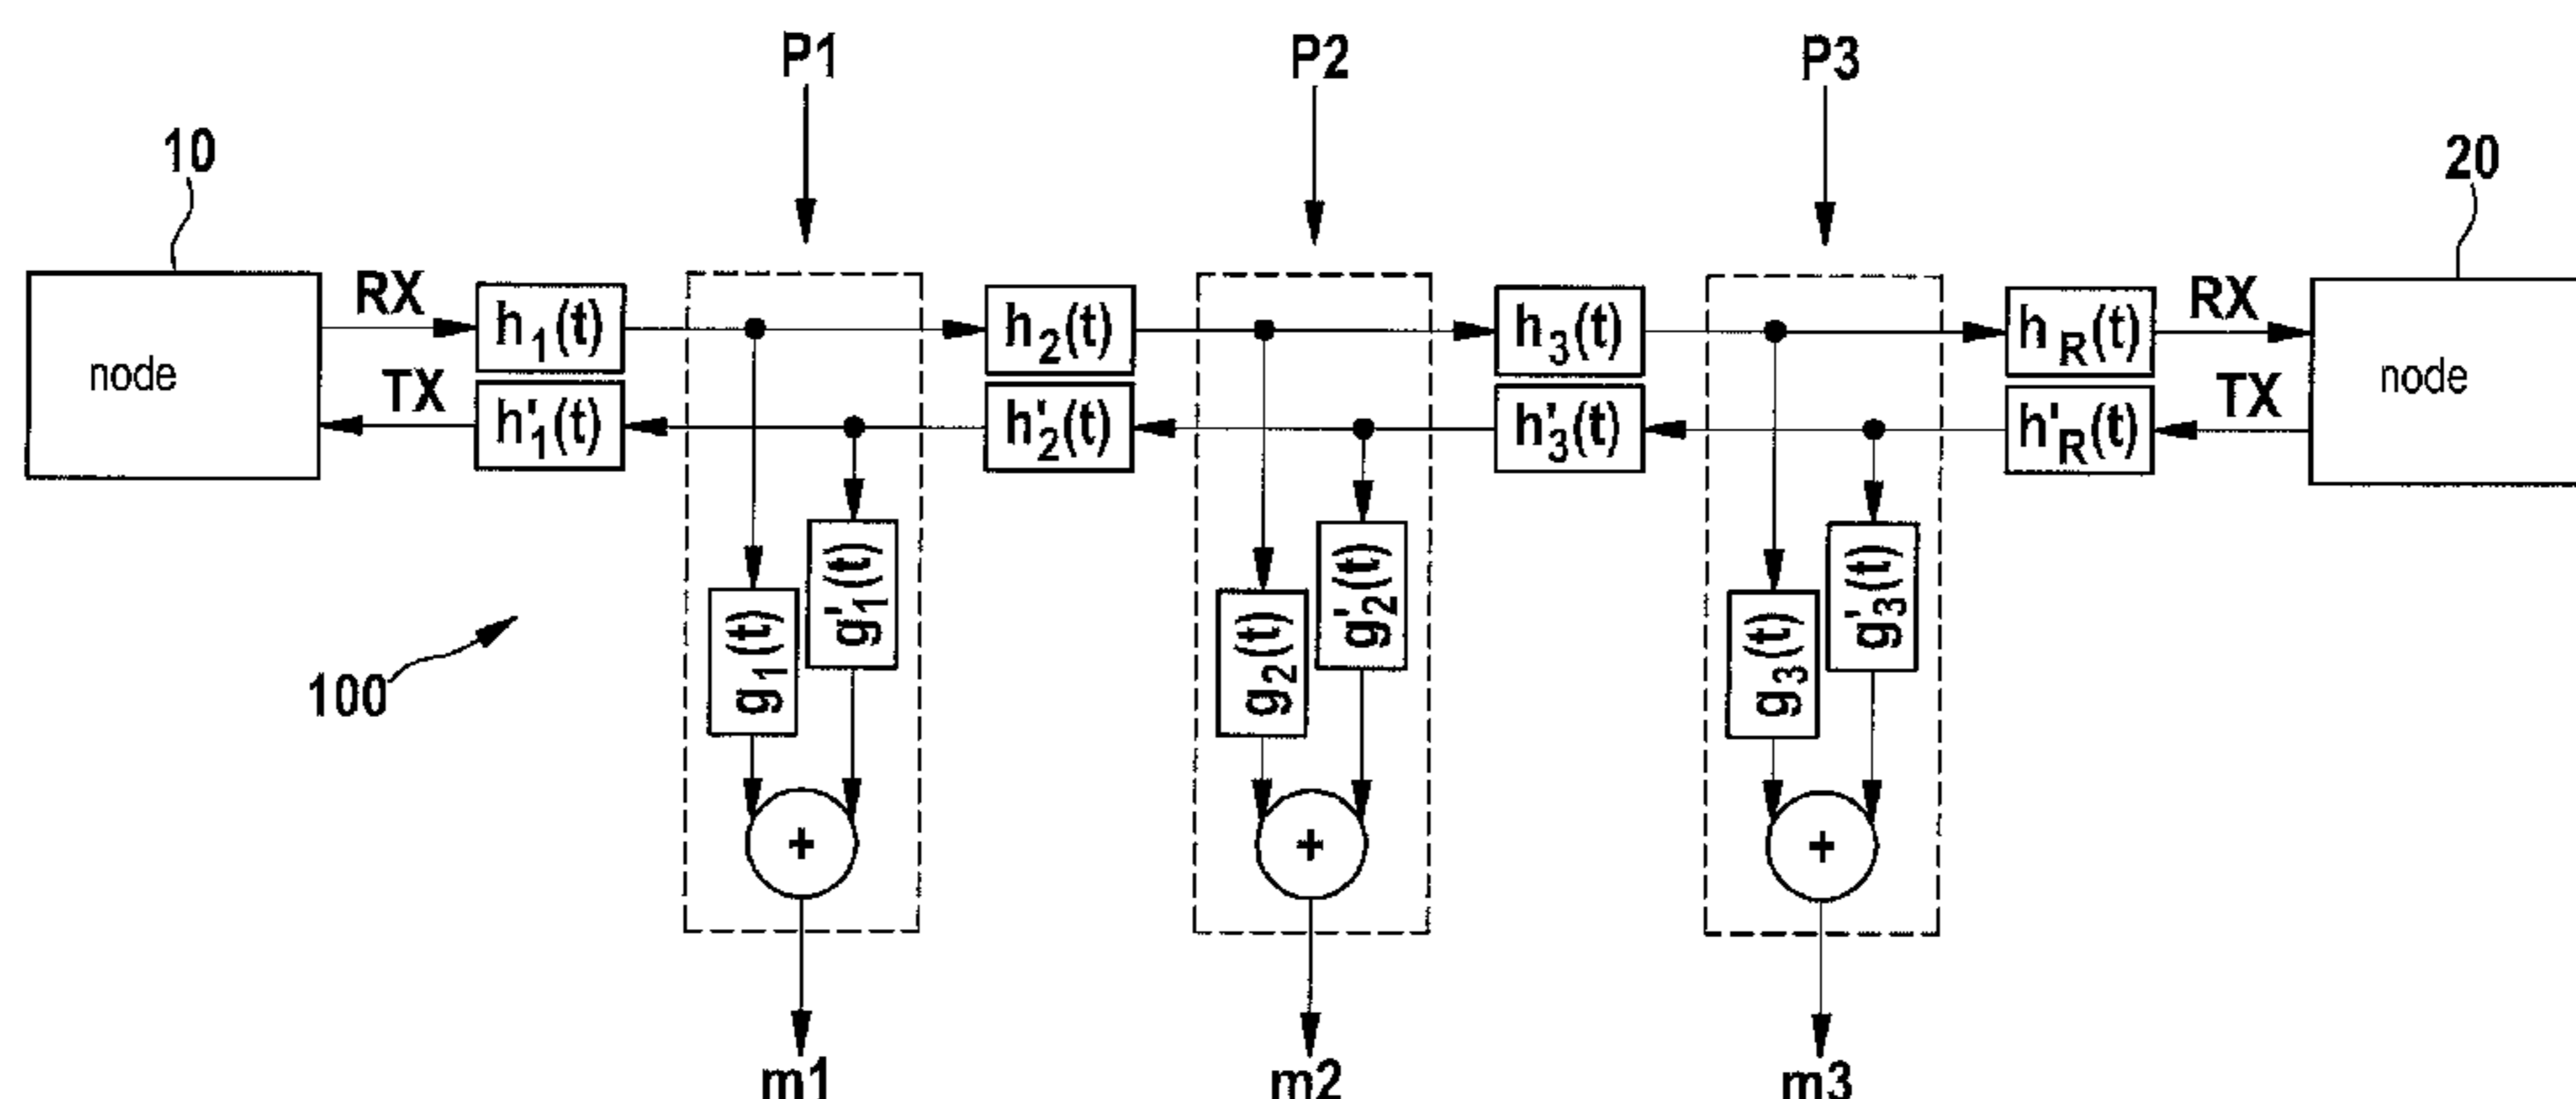 P1 P2 P3
10 20
RX RX
h1(t) h2(t) h3(t) hR(t)
node node
TX TX
h'1(t) h'2(t) h'3(t) h'R(t)
g'1(t) g'2(t) g'3(t)
g1(t) g2(t) g3(t)
100
+ + +
m1 m2 m3